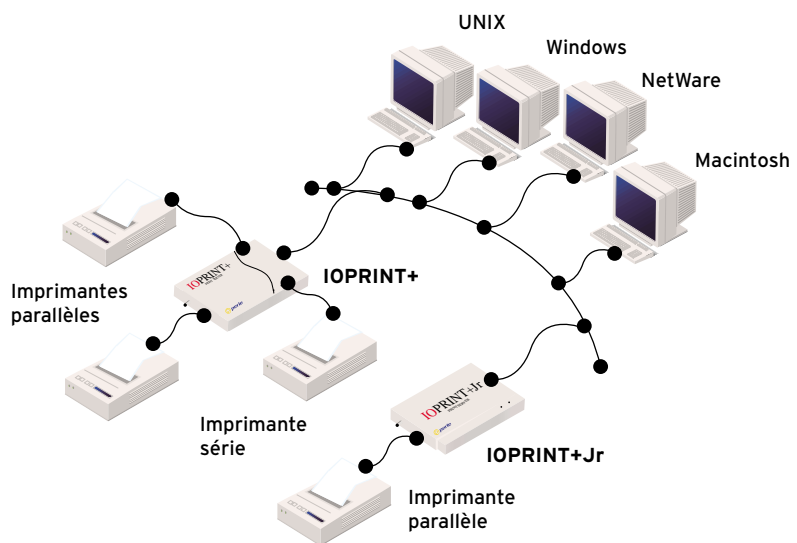 UNIX
Windows
NetWare
Macintosh
IOPRINT+
IOPRINT+
Imprimantes
parallèles
Imprimante
série
IOPRINT+Jr
IOPRINT+Jr
Imprimante
parallèle